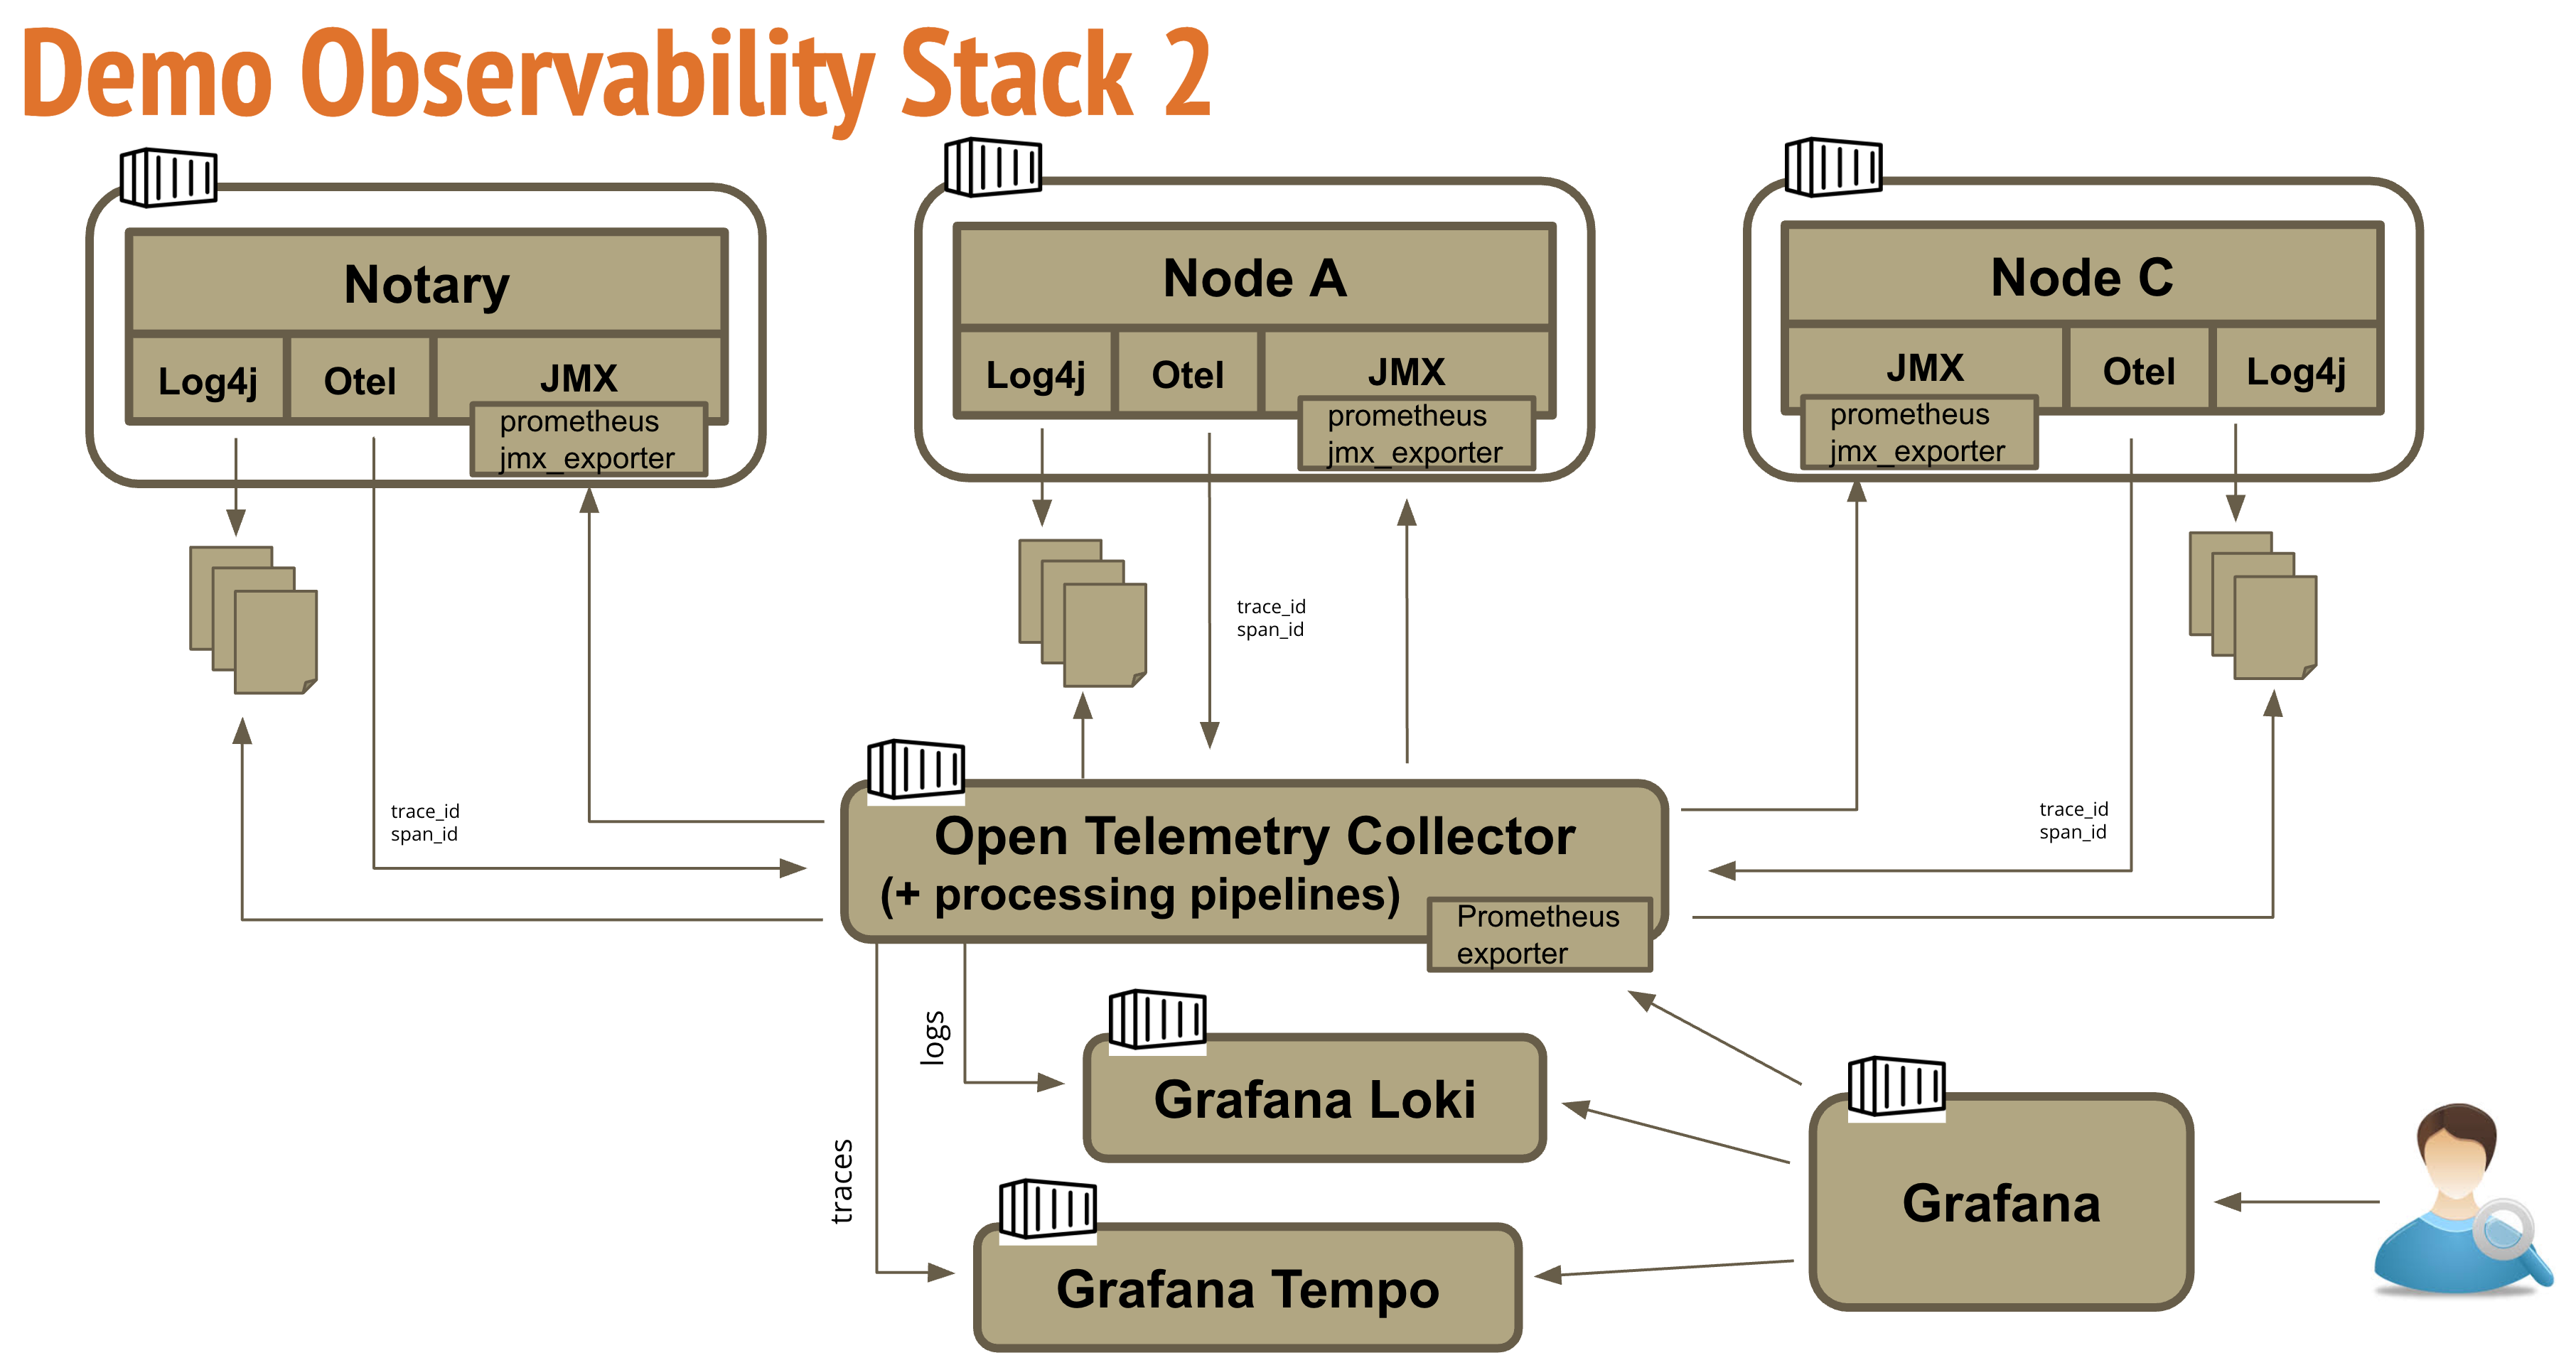 Demo Observability Stack 2
Notary
Log4j
Otel
JMX
prometheus
jmx_exporter
Node A
Log4j
Otel
JMX
prometheus
jmx_exporter
Node C
JMX
Otel
Log4j
prometheus
jmx_exporter
trace_id
span_id
trace_id
span_id
trace_id
span_id
Open Telemetry Collector
(+ processing pipelines)
Prometheus
exporter
logs
traces
Grafana Loki
Grafana Tempo
Grafana